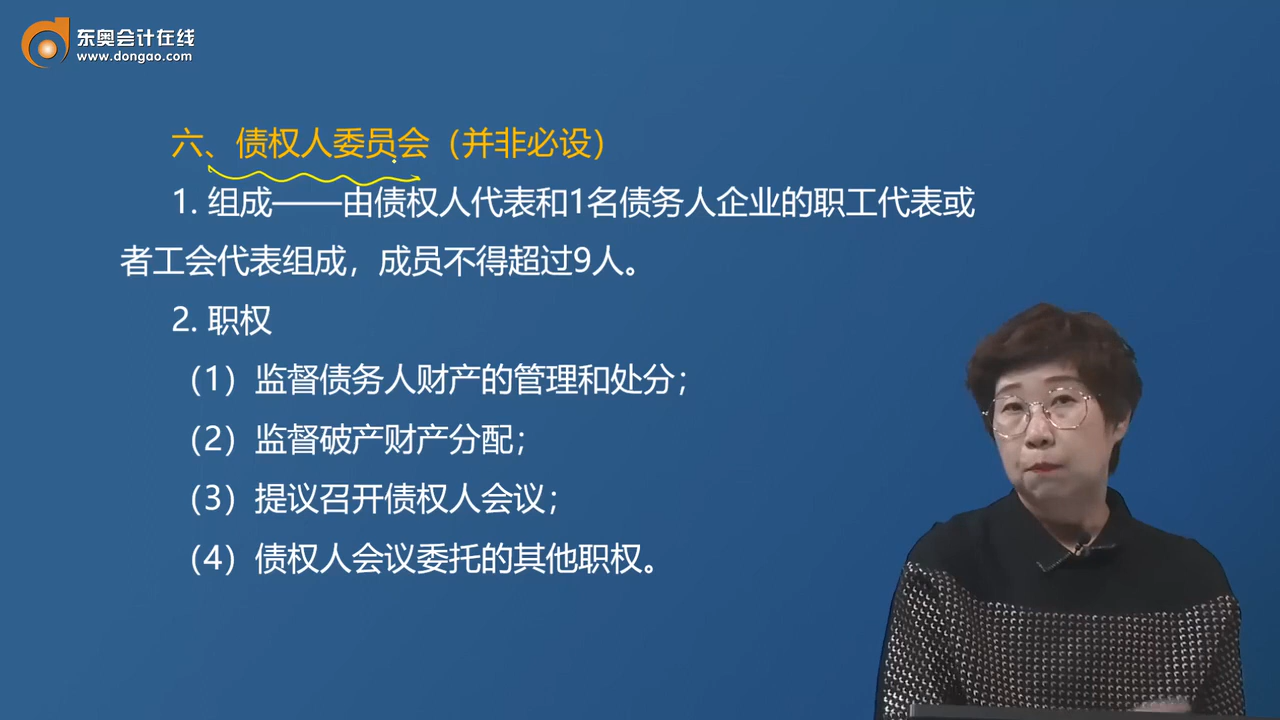 东奥会计在线
www.dongao.com
六、债权人委员会（并非必设）
1. 组成——由债权人代表和1名债务人企业的职工代表或
者工会代表组成，成员不得超过9人。
2. 职权
（1）监督债务人财产的管理和处分；
（2）监督破产财产分配；
（3）提议召开债权人会议；
（4）债权人会议委托的其他职权。